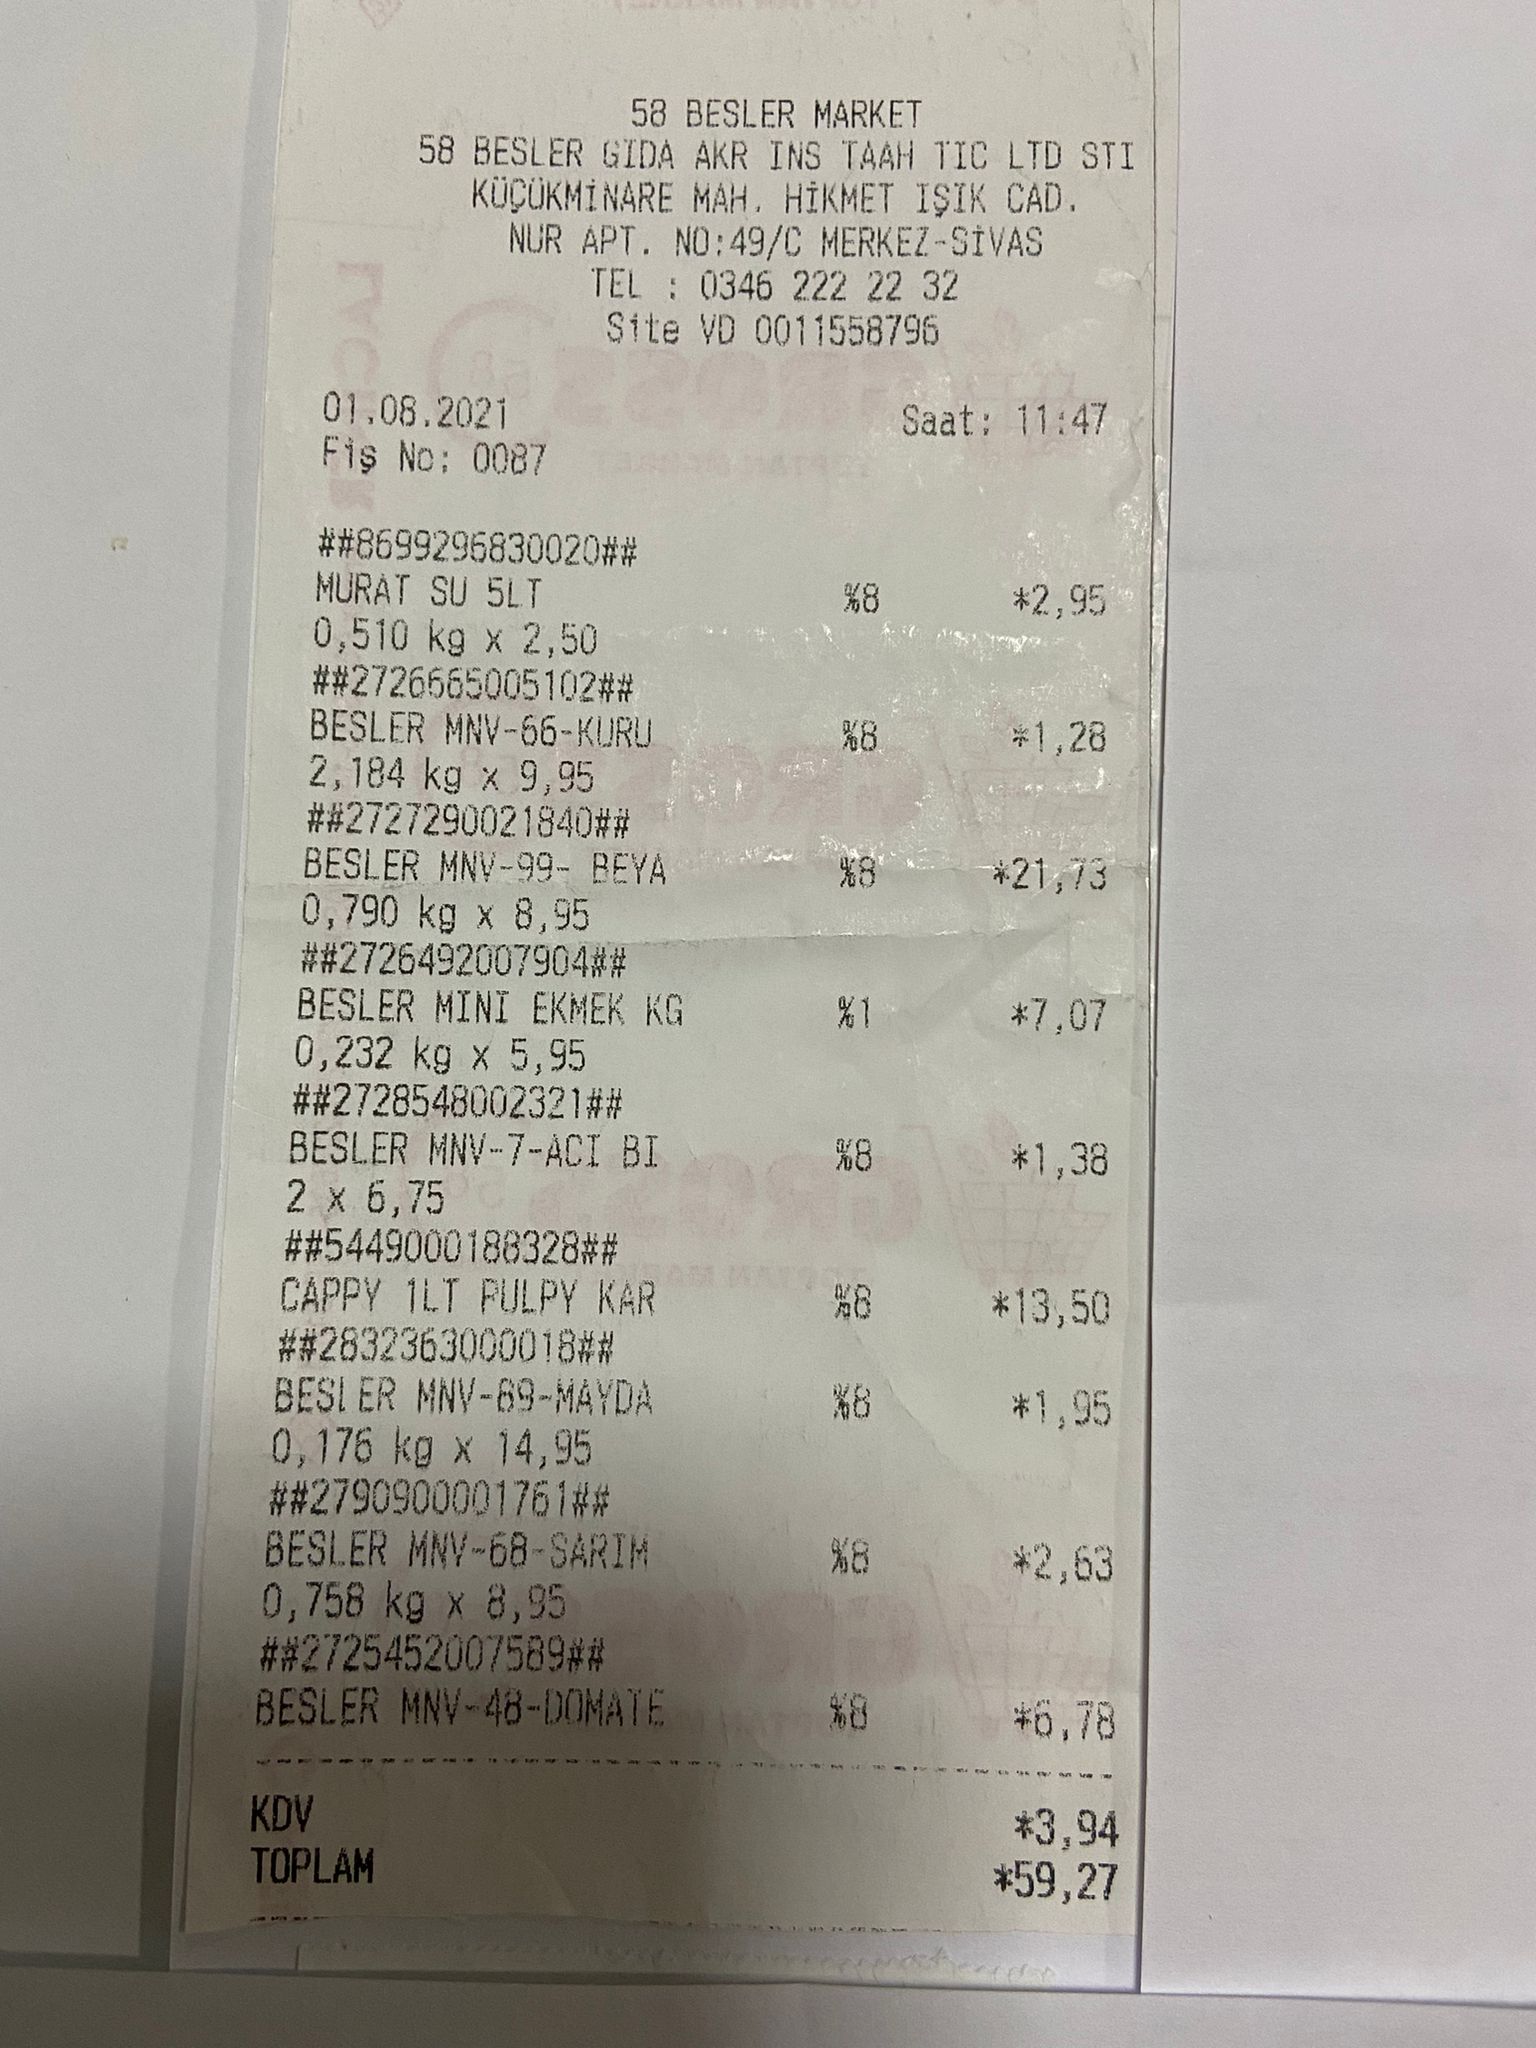 58 BESLER MARKET
58 BESLER GIDA AKR INS TAAH TIC LTD STI
KÜÇÜKMİNARE MAH. HİKMET IŞIK CAD.
NUR APT. NO:49/C MERKEZ-SİVAS
TEL : 0346 222 22 32
Site VD 0011558796
01.08.2021 Saat: 11:47
Fiş No: 0087
##8699296830020##
MURAT SU 5LT %8 *2,95
0,510 kg x 2,50
##2726665005102##
BESLER MNV-66-KURU %8 *1,28
2,184 kg x 9,95
##2727290021840##
BESLER MNV-99- BEYA %8 *21,73
0,790 kg x 8,95
##2726492007904##
BESLER MINI EKMEK KG %1 *7,07
0,232 kg x 5,95
##2728548002321##
BESLER MNV-7-ACI BI %8 *1,38
2 x 6,75
##5449000188328##
CAPPY 1LT PULPY KAR %8 *13,50
##2832363000018##
BESLER MNV-89-MAYDA %8 *1,95
0,176 kg x 14,95
##2790900001761##
BESLER MNV-68-SARIM %8 *2,63
0,758 kg x 8,95
##2725452007589##
BESLER MNV-48-DOMATE %8 *6,78
KDV *3,94
TOPLAM *59,27